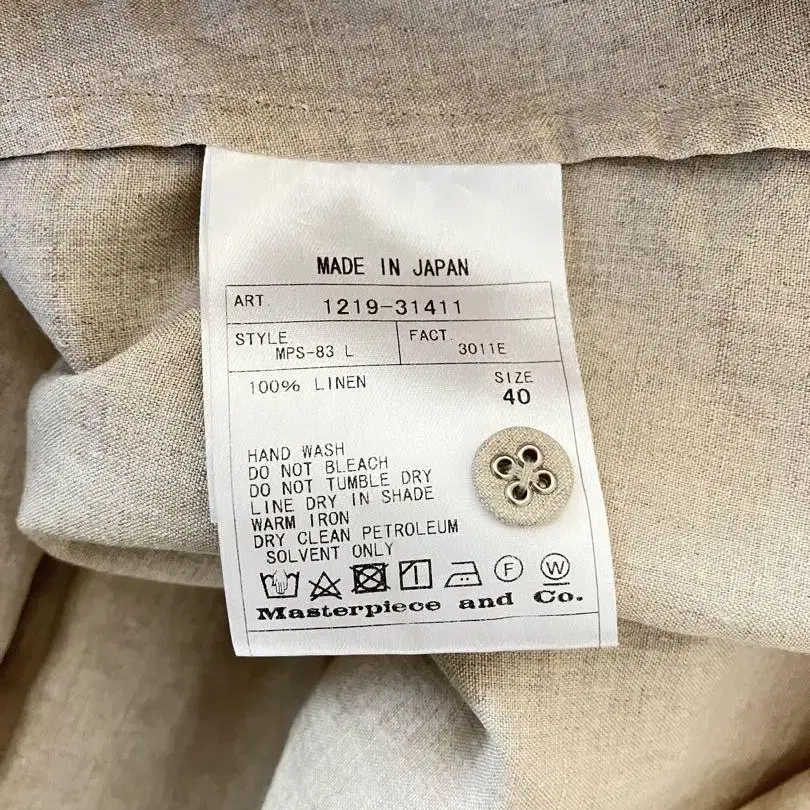 MADE IN JAPAN
ART. 1219-31411
STYLE FACT.
MPS-83 L 3011E
100% LINEN SIZE
40
HAND WASH
DO NOT BLEACH
DO NOT TUMBLE DRY
LINE DRY IN SHADE
WARM IRON
DRY CLEAN PETROLEUM
SOLVENT ONLY
F W
Masterpiece and Co.